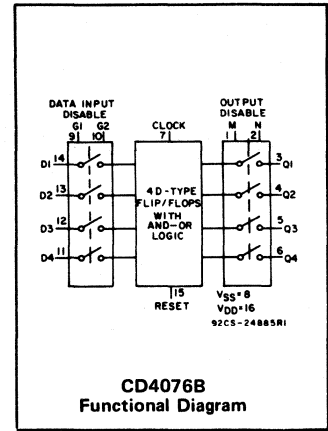 DATA INPUT
DISABLE
G1 G2
9 10
CLOCK
7
OUTPUT
DISABLE
M N
1 2
D1 14
D2 13
D3 12
D4 11
4 D-TYPE
FLIP/FLOPS
WITH
AND-OR
LOGIC
3 Q1
4 Q2
5 Q3
6 Q4
15
RESET
VSS=8
VDD=16
92CS-24885R1
CD4076B
Functional Diagram